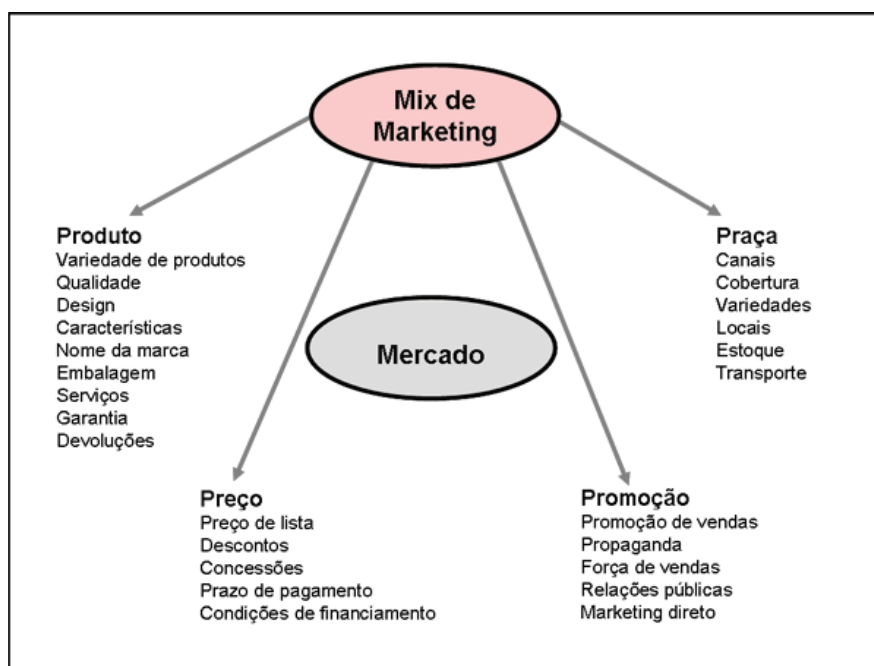 Mix de
Marketing
Produto
Variedade de produtos
Qualidade
Design
Características
Nome da marca
Embalagem
Serviços
Garantia
Devoluções
Praça
Canais
Cobertura
Variedades
Locais
Estoque
Transporte
Mercado
Preço
Preço de lista
Descontos
Concessões
Prazo de pagamento
Condições de financiamento
Promoção
Promoção de vendas
Propaganda
Força de vendas
Relações públicas
Marketing direto